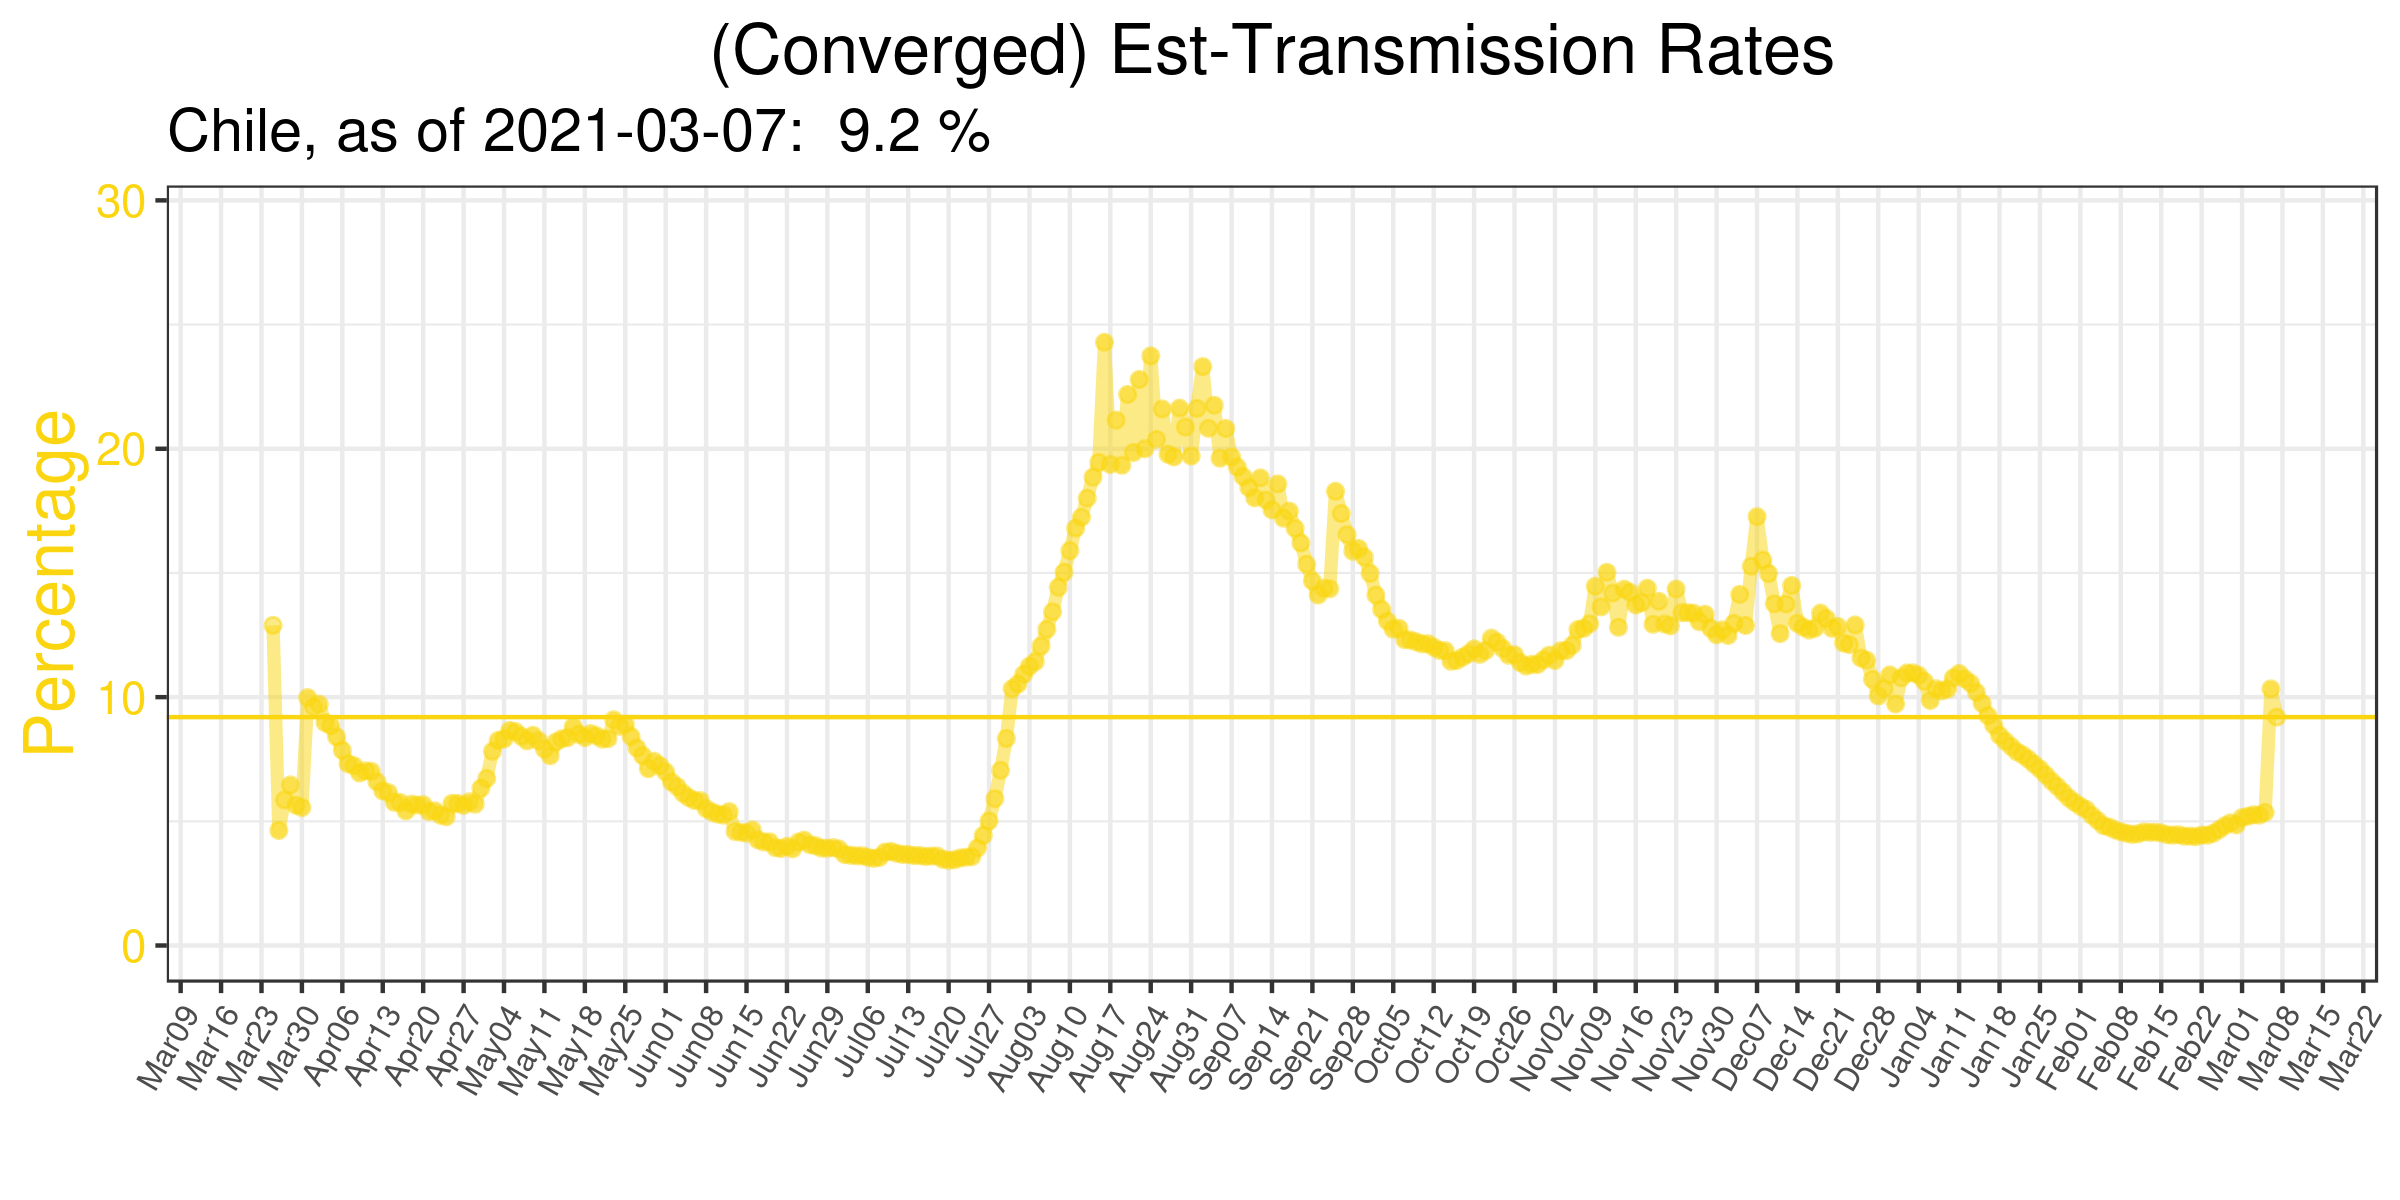 (Converged) Est-Transmission Rates
Chile, as of 2021-03-07:  9.2 %
Percentage
30
20
10
0
Mar09
Mar16
Mar23
Mar30
Apr06
Apr13
Apr20
Apr27
May04
May11
May18
May25
Jun01
Jun08
Jun15
Jun22
Jun29
Jul06
Jul13
Jul20
Jul27
Aug03
Aug10
Aug17
Aug24
Aug31
Sep07
Sep14
Sep21
Sep28
Oct05
Oct12
Oct19
Oct26
Nov02
Nov09
Nov16
Nov23
Nov30
Dec07
Dec14
Dec21
Dec28
Jan04
Jan11
Jan18
Jan25
Feb01
Feb08
Feb15
Feb22
Mar01
Mar08
Mar15
Mar22